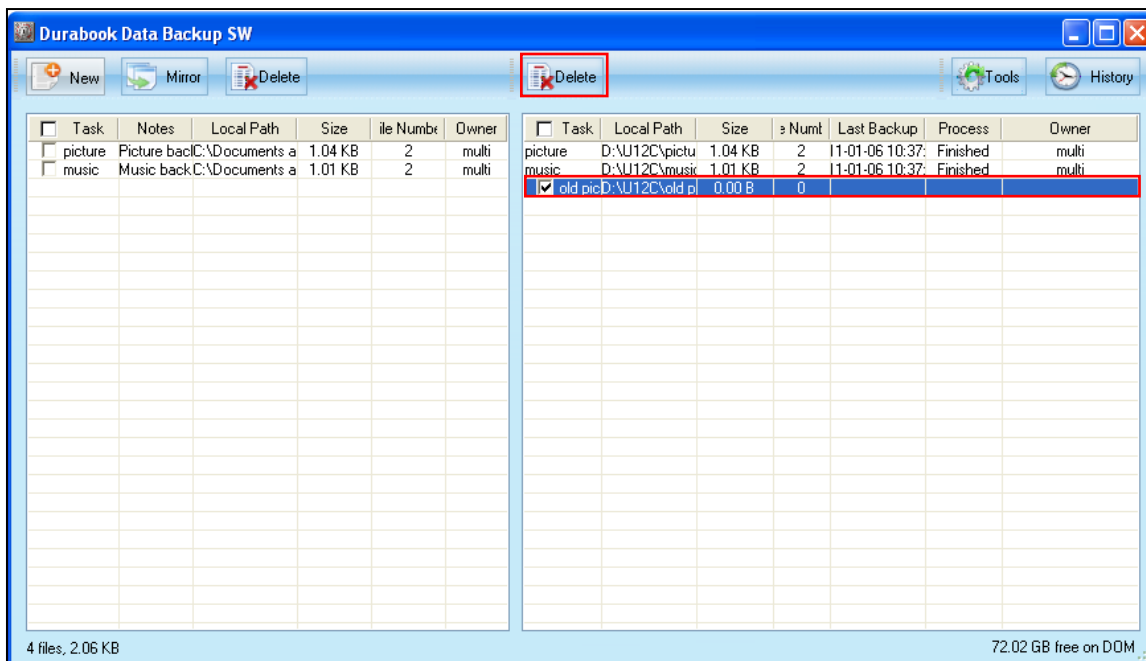 Durabook Data Backup SW
New Mirror Delete Delete Tools History
Task Notes Local Path Size ile Numbe Owner Task Local Path Size e Numl Last Backup Process Owner
picture Picture bac C:\Documents a 1.04 KB 2 multi picture D:\U12C\pictu 1.04 KB 2 11-01-06 10:37: Finished multi
music Music back C:\Documents a 1.01 KB 2 multi music D:\U12C\music 1.01 KB 2 11-01-06 10:37: Finished multi
old pic D:\U12C\old p 0.00 B 0
4 files, 2.06 KB 72.02 GB free on DOM